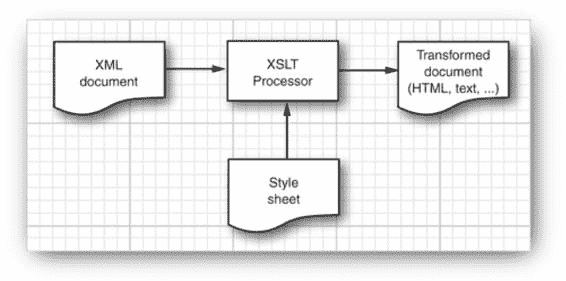 XML
document
XSLT
Processor
Transformed
document
(HTML, text, ...)
Style
sheet